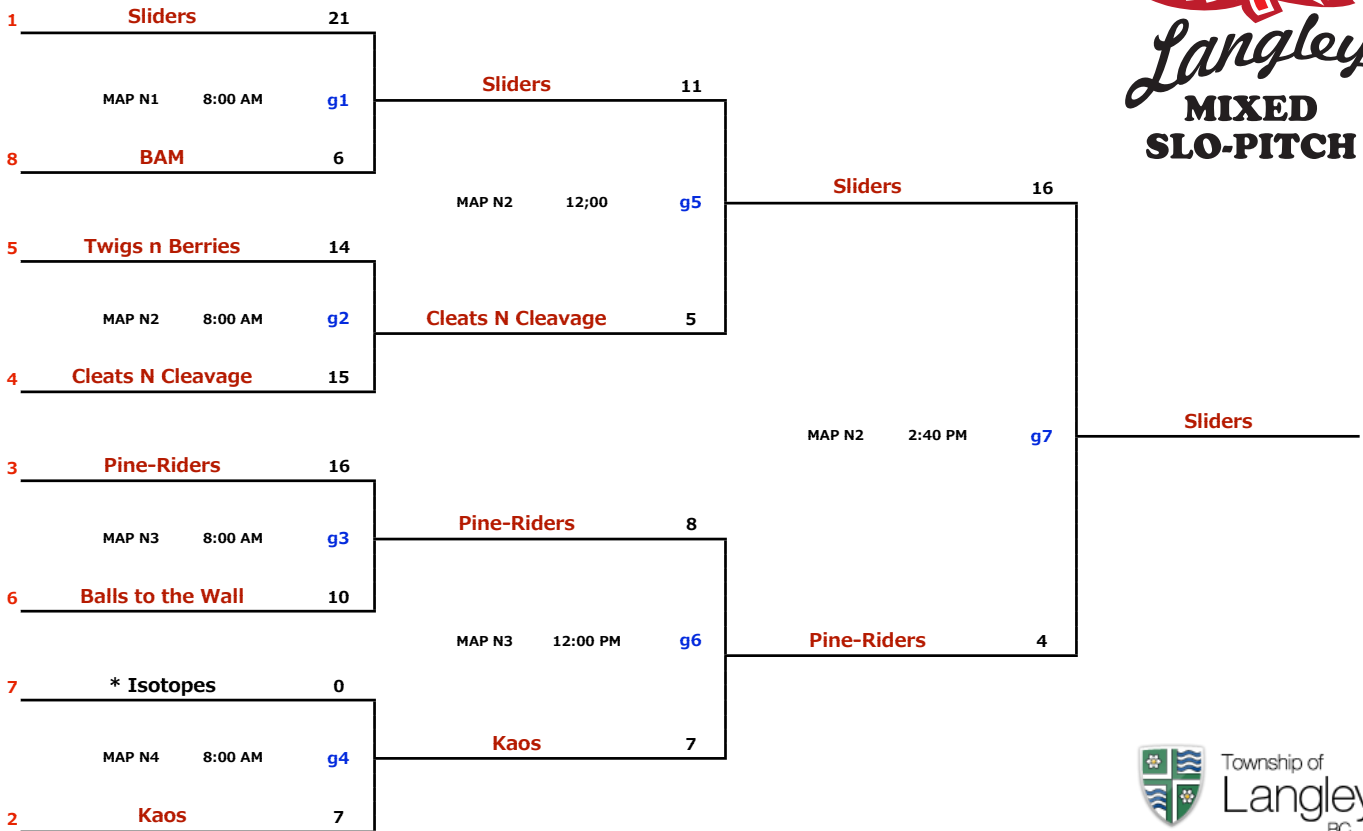 1 Sliders 21
MAP N1 8:00 AM g1
8 BAM 6
5 Twigs n Berries 14
MAP N2 8:00 AM g2
4 Cleats N Cleavage 15
3 Pine-Riders 16
MAP N3 8:00 AM g3
6 Balls to the Wall 10
7 * Isotopes 0
MAP N4 8:00 AM g4
2 Kaos 7
Sliders 11
MAP N2 12;00 g5
Cleats N Cleavage 5
Pine-Riders 8
MAP N3 12:00 PM g6
Kaos 7
Sliders 16
MAP N2 2:40 PM g7
Pine-Riders 4
Sliders
Langley
MIXED
SLO-PITCH
Township of
Langley
BC